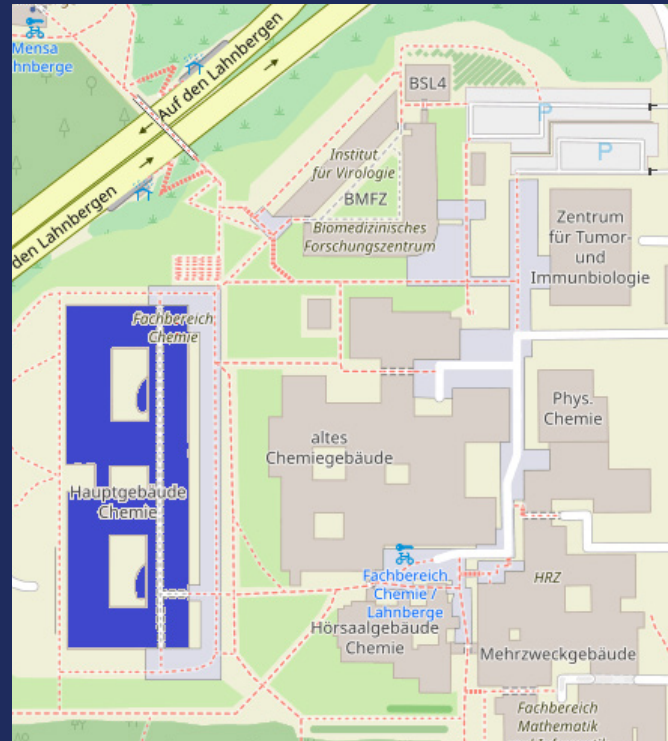 Mensa
Auf den Lahnbergen
BSL4
P
Institut
für Virologie
P
BMFZ
den Lahnbergen
Biomedizinisches
Forschungszentrum
Zentrum
für Tumor-
und
Immunbiologie
Fachbereich
Chemie
Phys.
Chemie
altes
Chemiegebäude
Hauptgebäude
Chemie
Fachbereich
Chemie /
Lahnberge
HRZ
Hörsaalgebäude
Chemie
Mehrzweckgebäude
Fachbereich
Mathematik